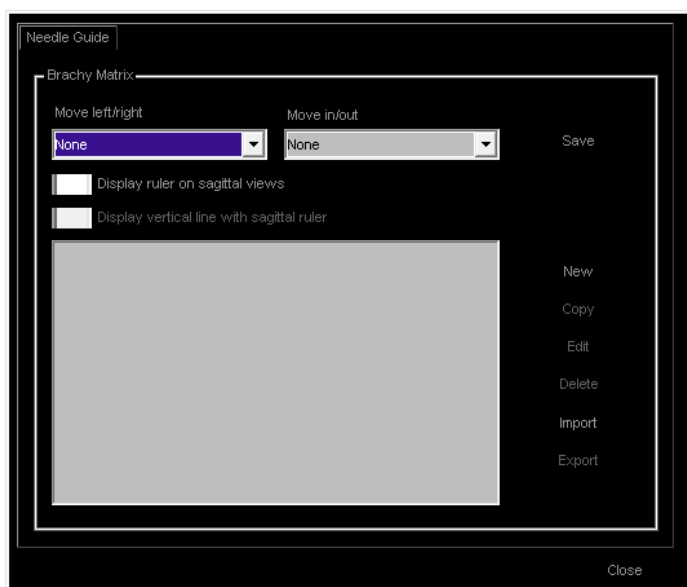 Needle Guide
Brachy Matrix
Move left/right
Move in/out
None
None
Save
Display ruler on sagittal views
Display vertical line with sagittal ruler
New
Copy
Edit
Delete
Import
Export
Close